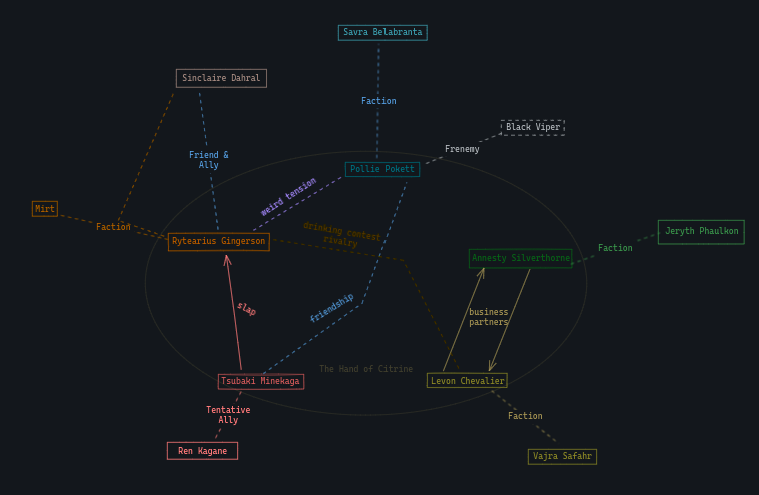 Savra Belabranta
Sinclaire Dahral
Faction
Black Viper
Frenemy
Friend &
Ally
Pollie Pokett
weird tension
Mirt
Faction
Rytearius Gingerson
drinking contest
rivalry
Jeryth Phaulkon
Faction
Annesty Silverthorne
slap
friendship
business
partners
The Hand of Citrine
Tsubaki Minekaga
Levon Chevalier
Tentative
Ally
Faction
Ren Kagane
Vajra Safahr